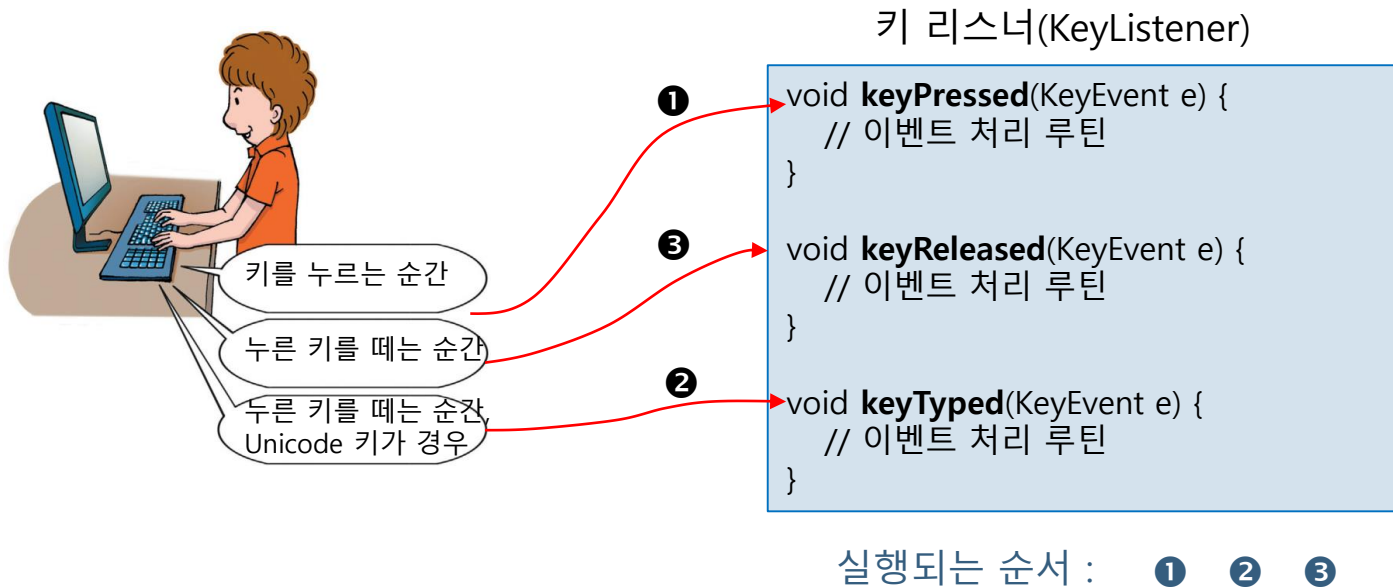 키 리스너(KeyListener)
❶
void keyPressed(KeyEvent e) {
// 이벤트 처리 루틴
}
❸
void keyReleased(KeyEvent e) {
// 이벤트 처리 루틴
}
❷
void keyTyped(KeyEvent e) {
// 이벤트 처리 루틴
}
키를 누르는 순간
누른 키를 떼는 순간
누른 키를 떼는 순간,
Unicode 키가 경우
실행되는 순서 : ❶ ❷ ❸